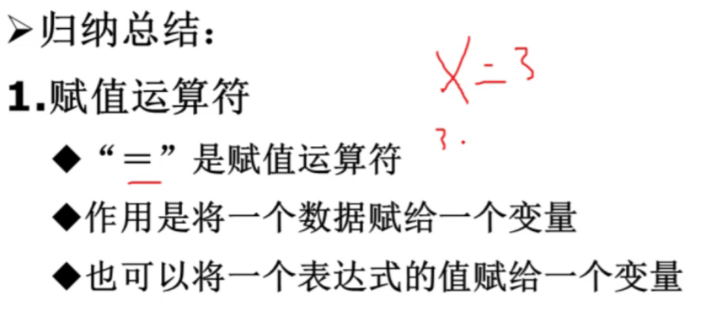 ➢归纳总结：
X=3
1.赋值运算符
3.
◆“＝”是赋值运算符
◆作用是将一个数据赋给一个变量
◆也可以将一个表达式的值赋给一个变量